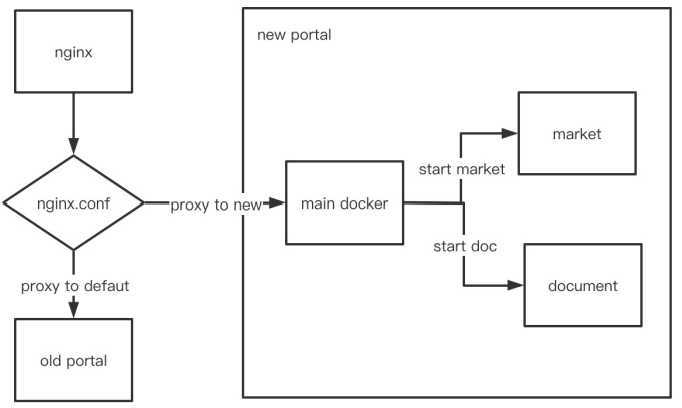 nginx
new portal
market
start market
nginx.conf
proxy to new
main docker
start doc
proxy to defaut
document
old portal